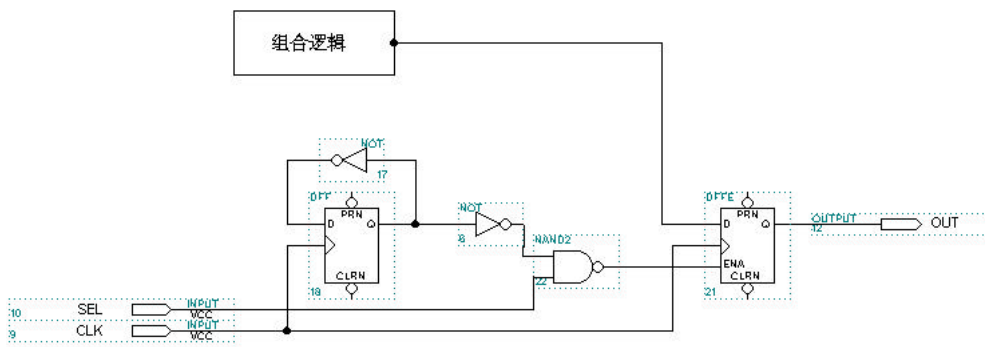 组合逻辑
NOT
17
DFF
PRN
D
Q
CLRN
18
NOT
6
NAND2
22
DFFE
PRN
D
Q
ENA
CLRN
21
OUTPUT
12
OUT
10
SEL
INPUT
VCC
9
CLK
INPUT
VCC